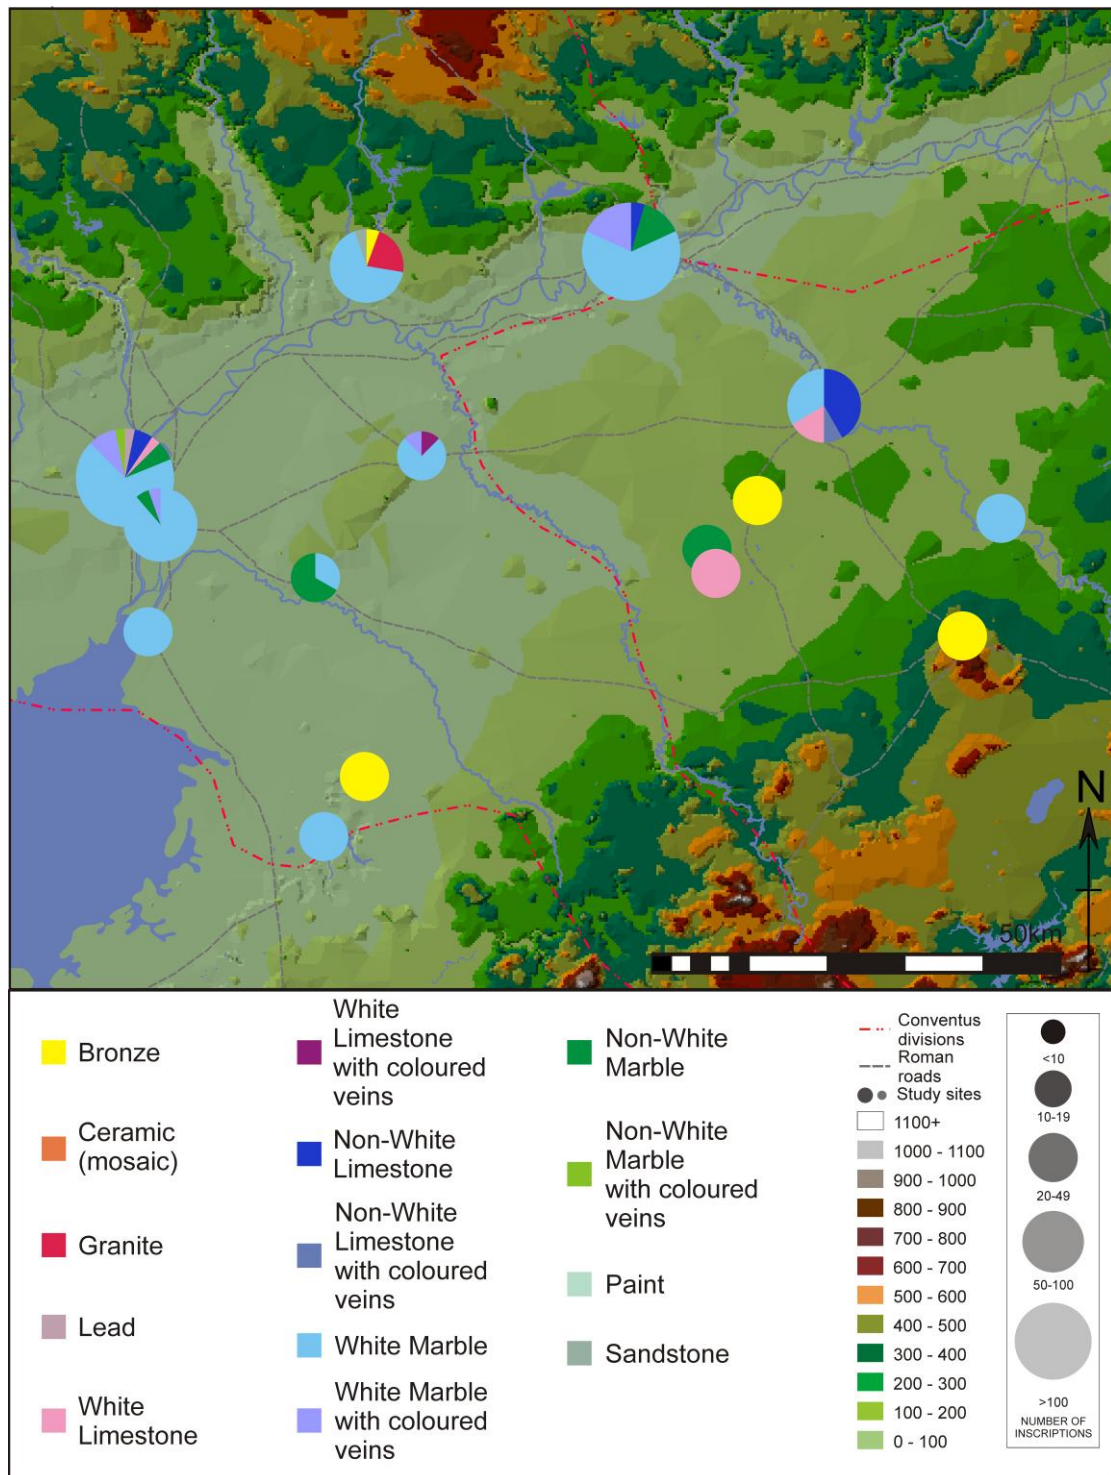 N
50km
Bronze
Ceramic
(mosaic)
Granite
Lead
White
Limestone
White
Limestone
with coloured
veins
Non-White
Limestone
Non-White
Limestone
with coloured
veins
White Marble
White Marble
with coloured
veins
Non-White
Marble
Non-White
Marble
with coloured
veins
Paint
Sandstone
Conventus
divisions
Roman
roads
Study sites
1100+
1000 - 1100
900 - 1000
800 - 900
700 - 800
600 - 700
500 - 600
400 - 500
300 - 400
200 - 300
100 - 200
0 - 100
<10
10-19
20-49
50-100
>100
NUMBER OF
INSCRIPTIONS